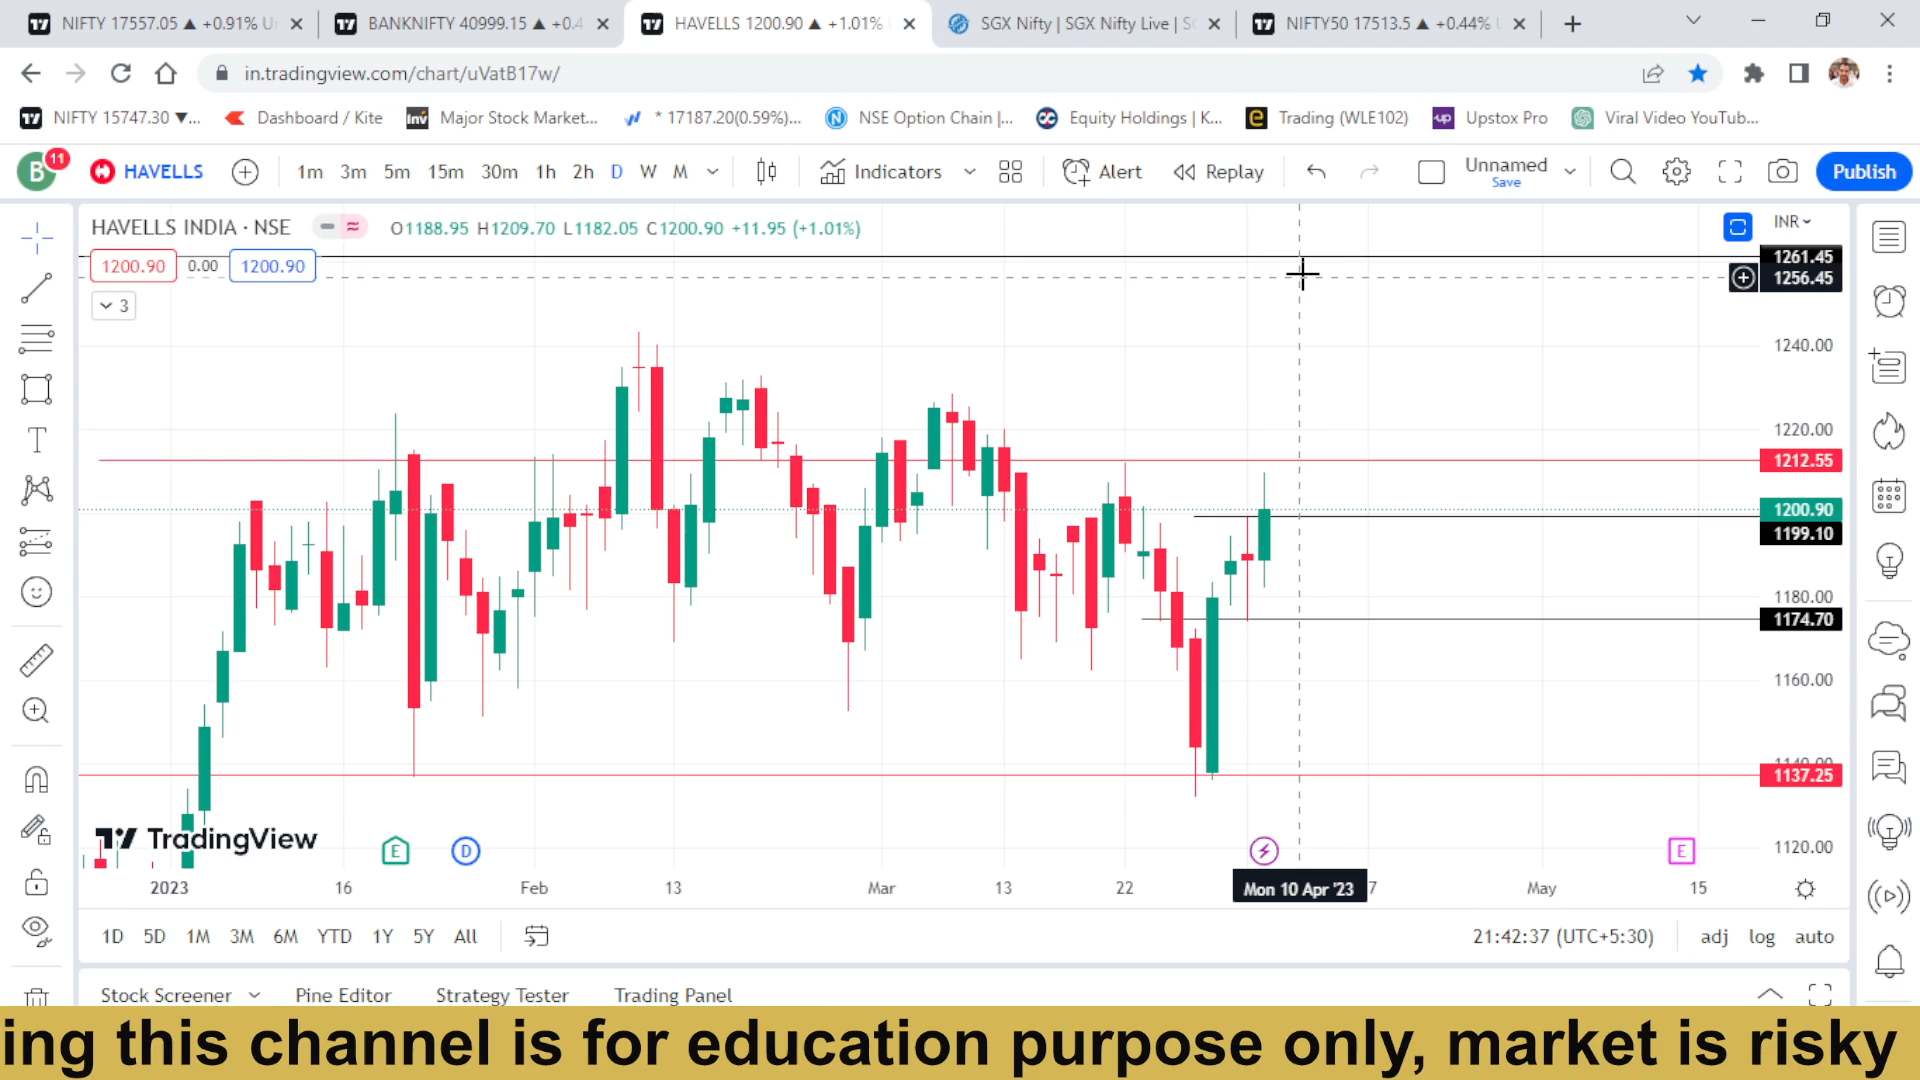 NIFTY 17557.05 ▲ +0.91% Un
BANKNIFTY 40999.15 ▲ +0.4
HAVELLS 1200.90 ▲ +1.01%
SGX Nifty | SGX Nifty Live | S
NIFTY50 17513.5 ▲ +0.44%
in.tradingview.com/chart/uVatB17w/
NIFTY 15747.30 ▼...
Dashboard / Kite
Major Stock Market...
* 17187.20(0.59%)...
NSE Option Chain |...
Equity Holdings | K...
Trading (WLE102)
Upstox Pro
Viral Video YouTub...
B 11
HAVELLS
1m 3m 5m 15m 30m 1h 2h D W M
Indicators
Alert
Replay
Unnamed
Save
Publish
HAVELLS INDIA · NSE
O1188.95 H1209.70 L1182.05 C1200.90 +11.95 (+1.01%)
INR
1200.90 0.00 1200.90
3
1261.45
1256.45
1240.00
1220.00
1212.55
1200.90
1199.10
1180.00
1174.70
1160.00
1140.00
1137.25
1120.00
TradingView
E D E
2023 16 Feb 13 Mar 13 22 Mon 10 Apr '23 7 May 15
1D 5D 1M 3M 6M YTD 1Y 5Y All
21:42:37 (UTC+5:30) adj log auto
Stock Screener Pine Editor Strategy Tester Trading Panel
ing this channel is for education purpose only, market is risky